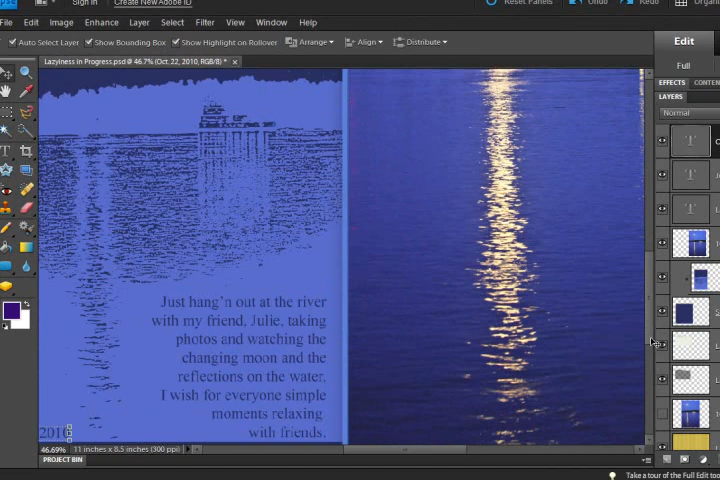 psd
Sign In
Create New Adobe ID
Reset Panels
Undo
Redo
Image
Enhance
Layer
Select
Filter
View
Window
Help
Auto Select Layer
Show Bounding Box
Show Highlight on Rollover
Arrange
Align
Distribute
Edit
Full
Lazyiness in Progress.psd @ 46.7% (Oct. 22, 2010, RGB/8) *
EFFECTS
LAYERS
Normal
Just hang'n out at the river
with my friend, Julie, taking
photos and watching the
changing moon and the
reflections on the water.
I wish for everyone simple
moments relaxing
with friends.
2010
46.69%
11 inches x 8.5 inches (300 ppi)
PROJECT BIN
Take a tour of the Full Edit